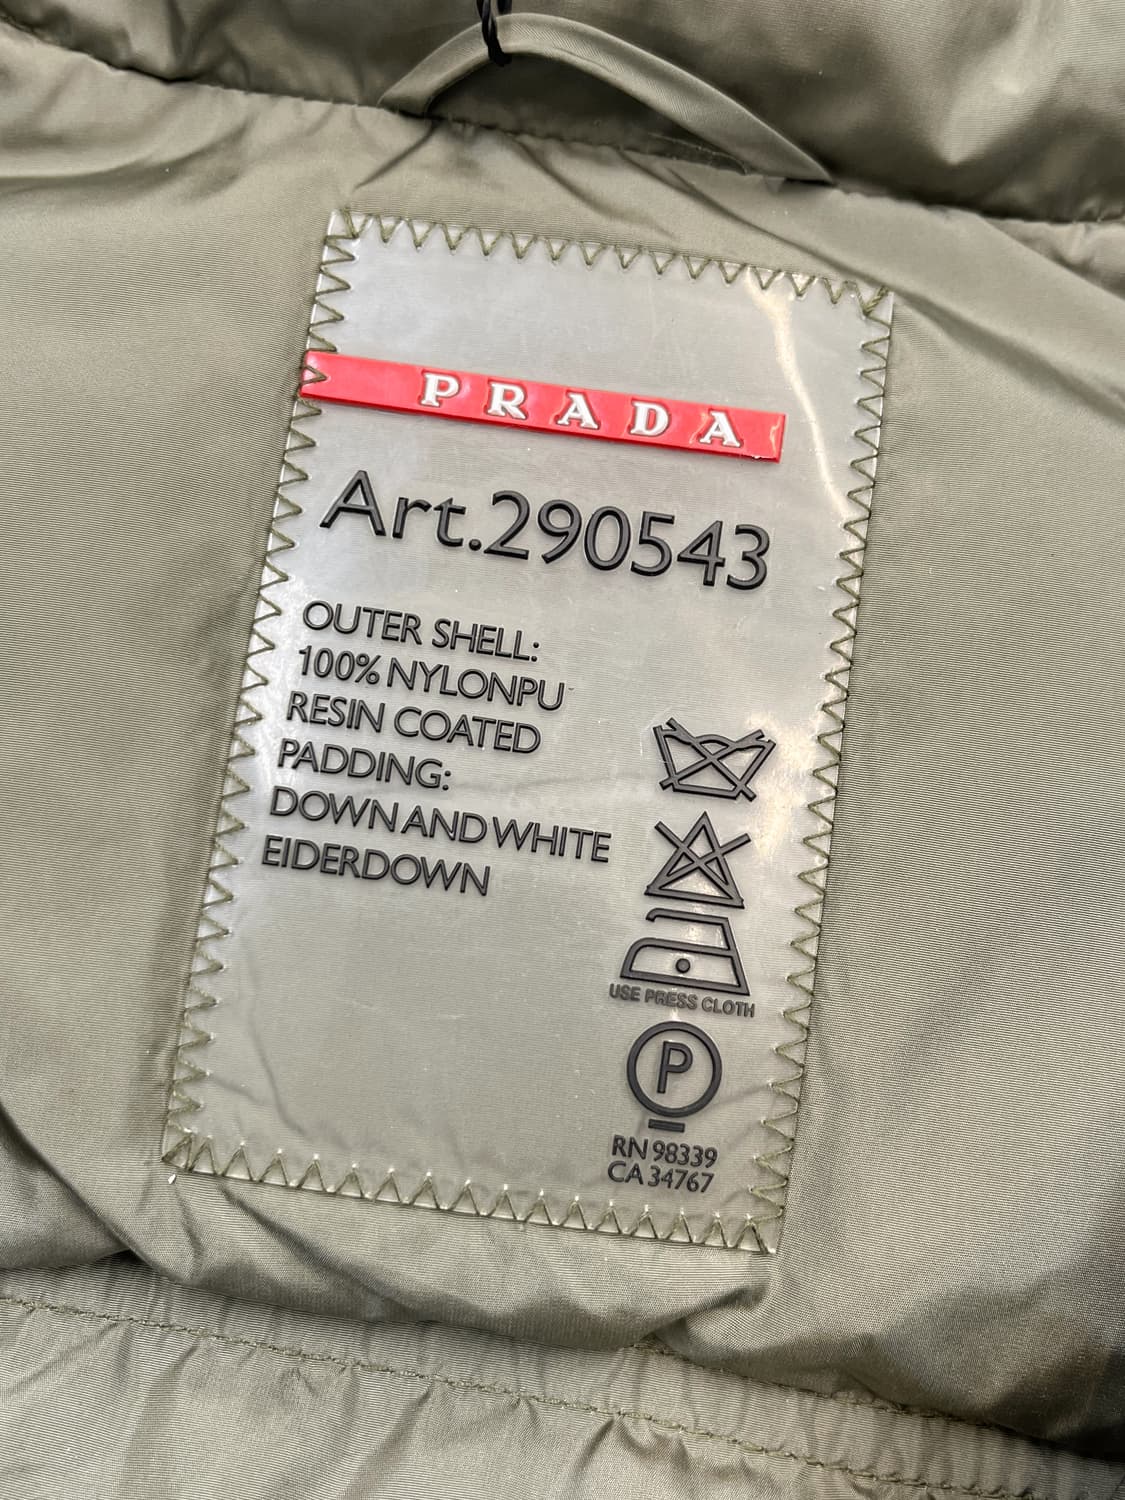 PRADA
Art.290543
OUTER SHELL:
100% NYLONPU
RESIN COATED
PADDING:
DOWN AND WHITE
EIDERDOWN
USE PRESS CLOTH
P
RN 98339
CA 34767